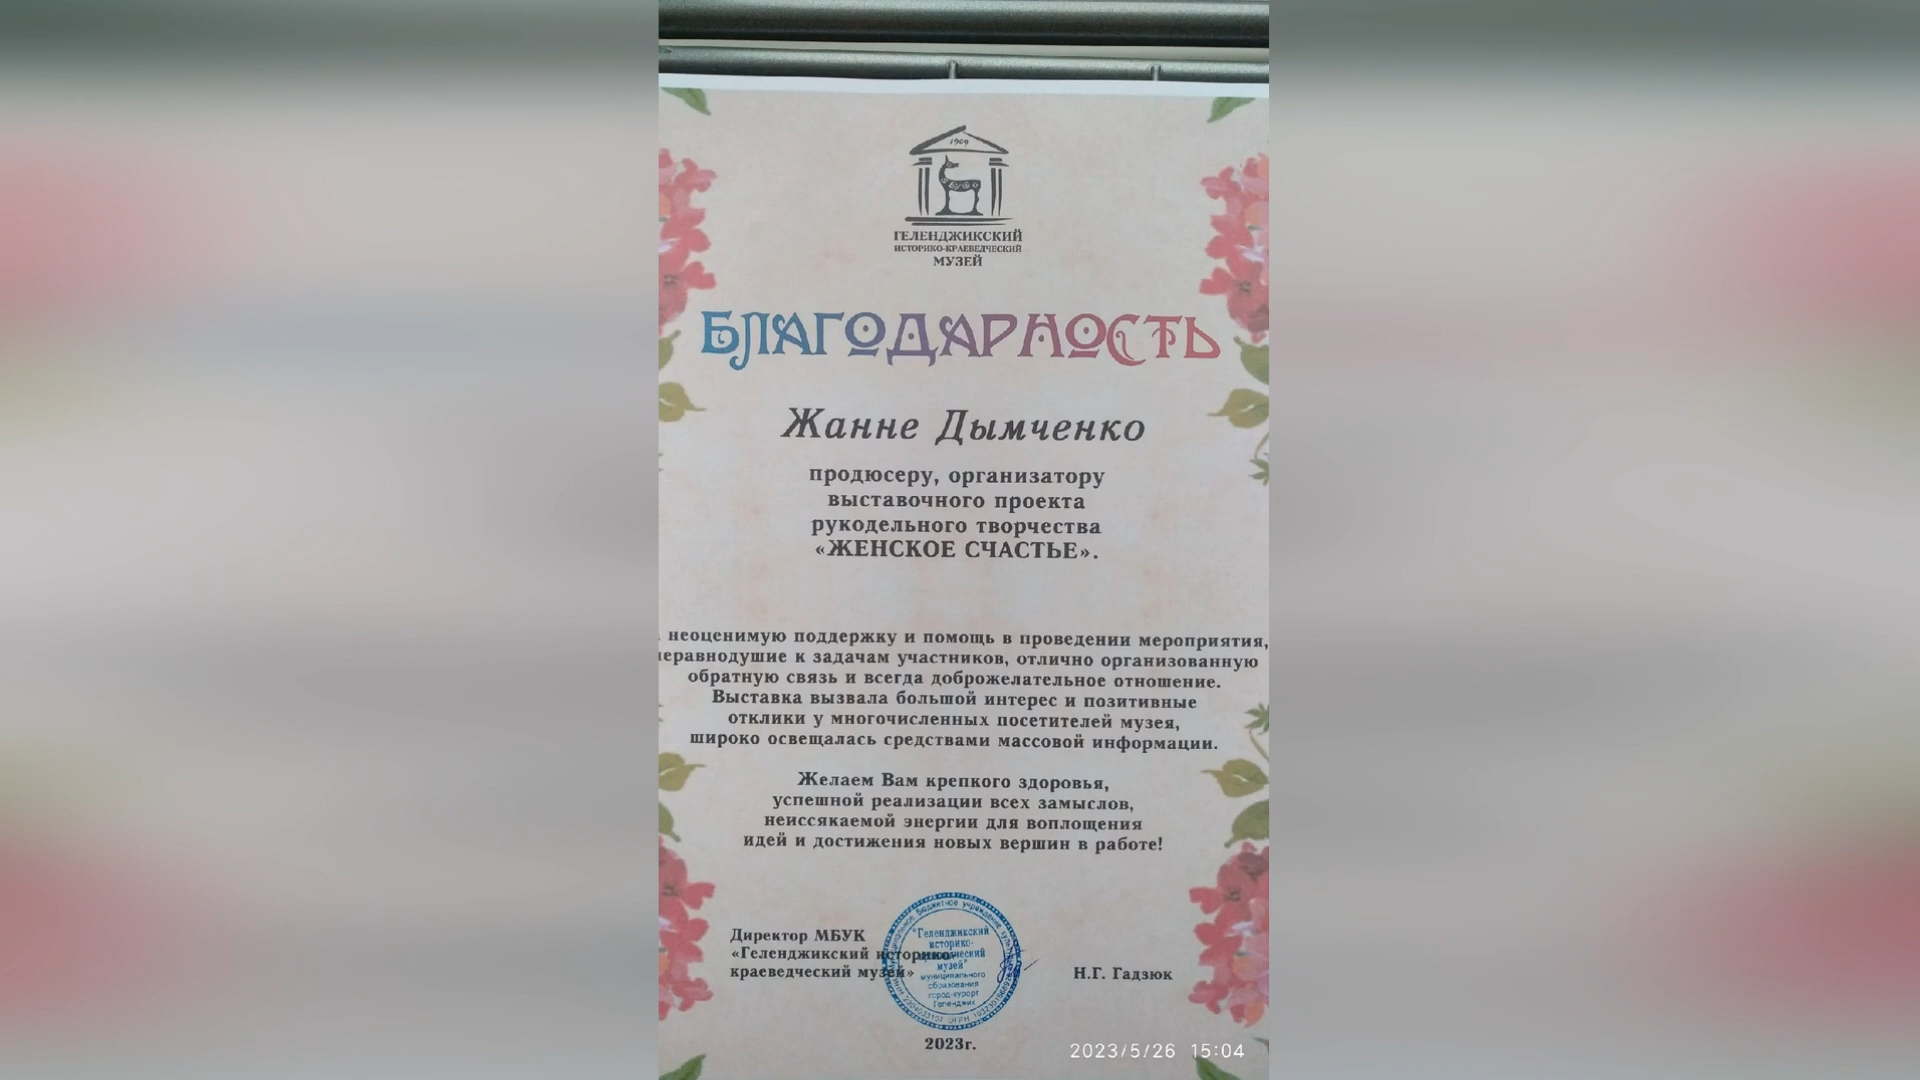 1909
ГЕЛЕНДЖИКСКИЙ
ИСТОРИКО-КРАЕВЕДЧЕСКИЙ
МУЗЕЙ
БЛАГОДАРНОСТЬ
Жанне Дымченко
продюсеру, организатору
выставочного проекта
рукодельного творчества
«ЖЕНСКОЕ СЧАСТЬЕ».
неоценимую поддержку и помощь в проведении мероприятия,
неравнодушие к задачам участников, отлично организованную
обратную связь и всегда доброжелательное отношение.
Выставка вызвала большой интерес и позитивные
отклики у многочисленных посетителей музея,
широко освещалась средствами массовой информации.
Желаем Вам крепкого здоровья,
успешной реализации всех замыслов,
неиссякаемой энергии для воплощения
идей и достижения новых вершин в работе!
Директор МБУК
«Геленджикский историко-
краеведческий музей»
"Геленджикский
историко-
краеведческий
музей"
муниципального
образования
город-курорт
Геленджик
Н.Г. Гадзюк
2023г.
2023/5/26 15:04